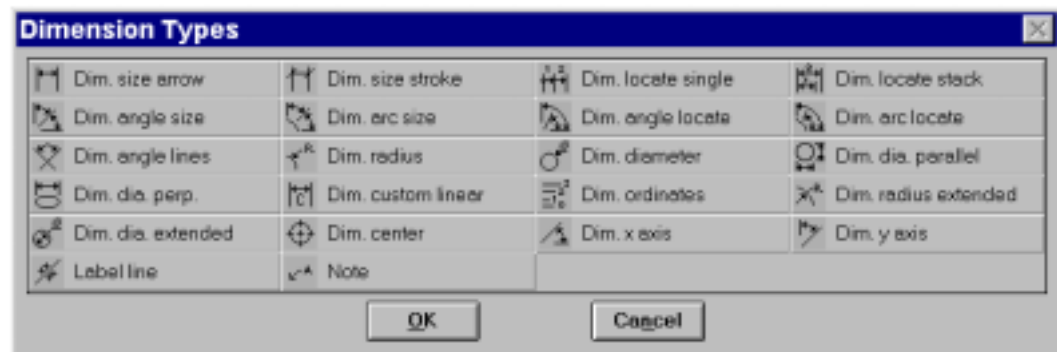 Dimension Types
Dim. size arrow Dim. size stroke Dim. locate single Dim. locate stack
Dim. angle size Dim. arc size Dim. angle locate Dim. arc locate
Dim. angle lines Dim. radius Dim. diameter Dim. dia. parallel
Dim. dia. perp. Dim. custom linear Dim. ordinates Dim. radius extended
Dim. dia. extended Dim. center Dim. x axis Dim. y axis
Label line Note
OK Cancel